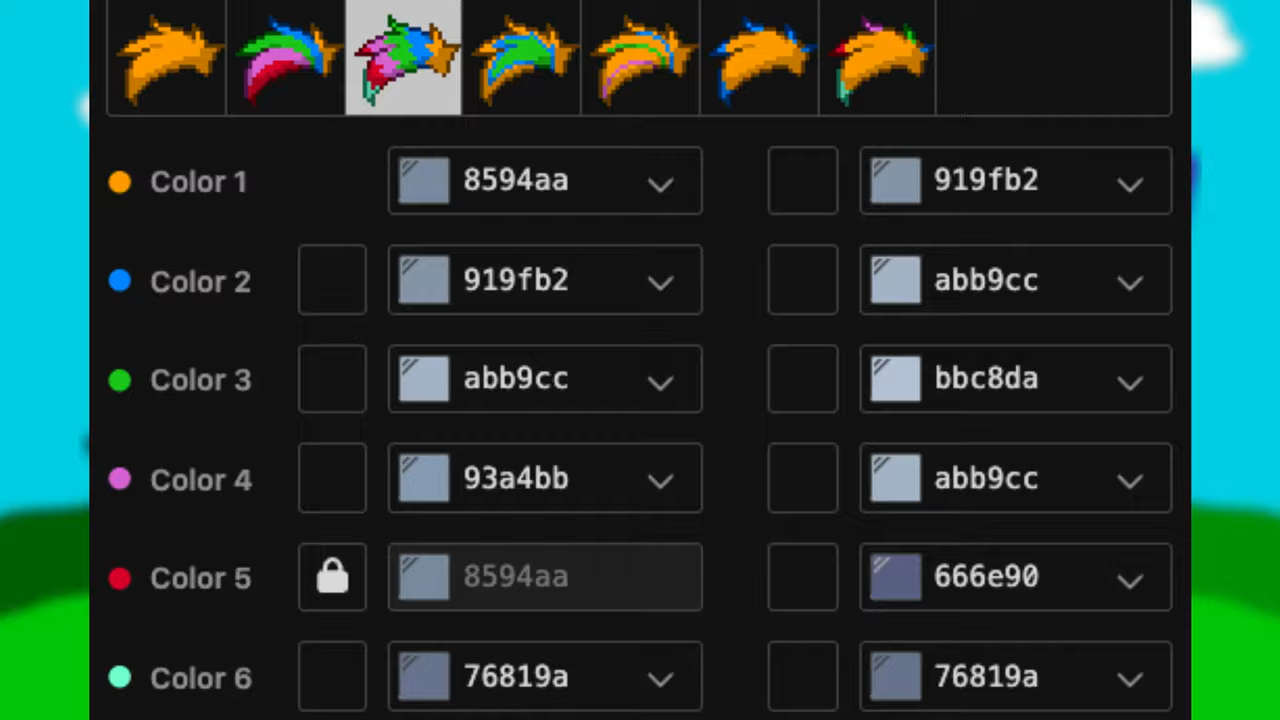 Color 1 8594aa 919fb2
Color 2 919fb2 abb9cc
Color 3 abb9cc bbc8da
Color 4 93a4bb abb9cc
Color 5 8594aa 666e90
Color 6 76819a 76819a